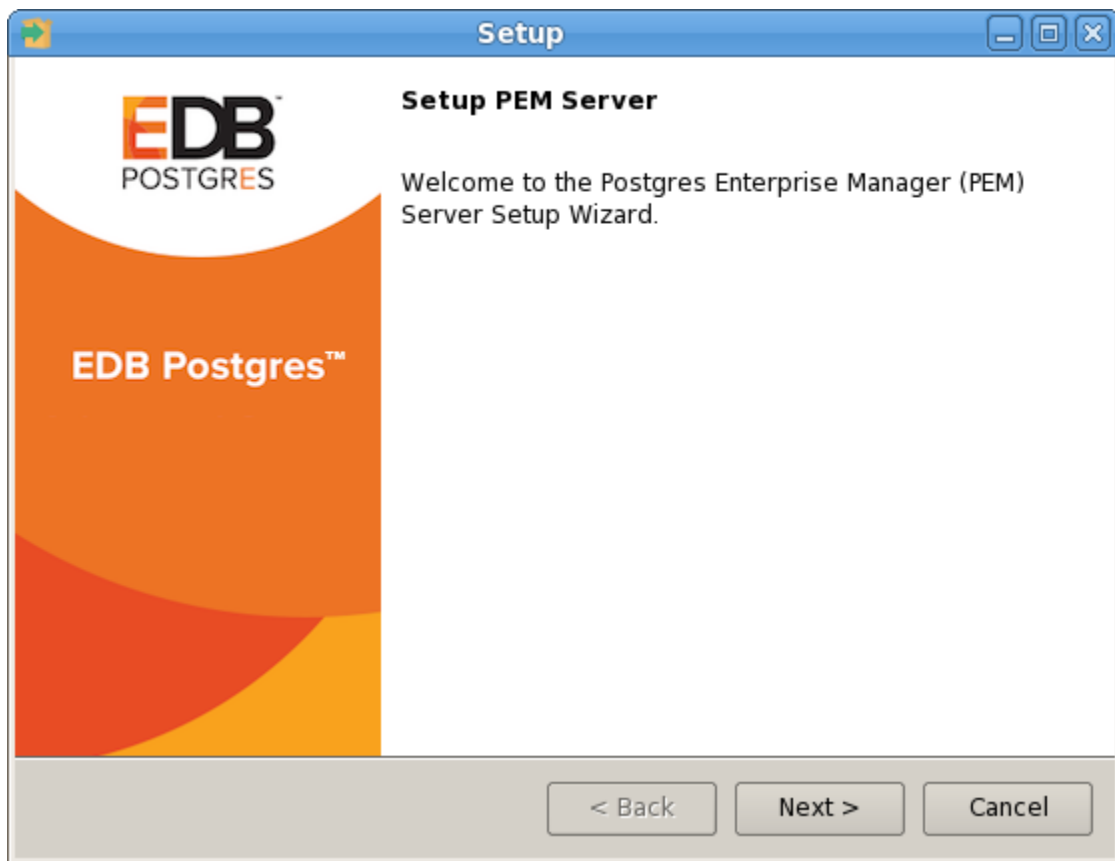 Setup
EDB
POSTGRES
EDB Postgres™
Setup PEM Server
Welcome to the Postgres Enterprise Manager (PEM)
Server Setup Wizard.
< Back
Next >
Cancel